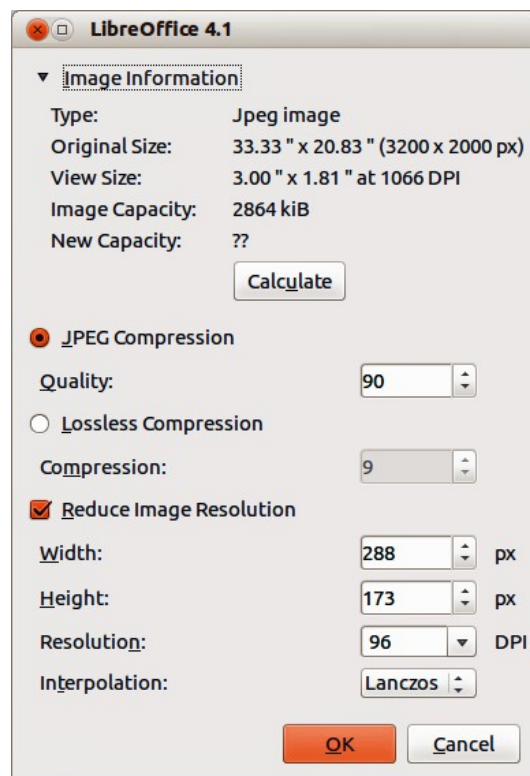 LibreOffice 4.1
Image Information
Type: Jpeg image
Original Size: 33.33 " x 20.83 " (3200 x 2000 px)
View Size: 3.00 " x 1.81 " at 1066 DPI
Image Capacity: 2864 kiB
New Capacity: ??
Calculate
JPEG Compression
Quality: 90
Lossless Compression
Compression: 9
Reduce Image Resolution
Width: 288 px
Height: 173 px
Resolution: 96 DPI
Interpolation: Lanczos
OK Cancel